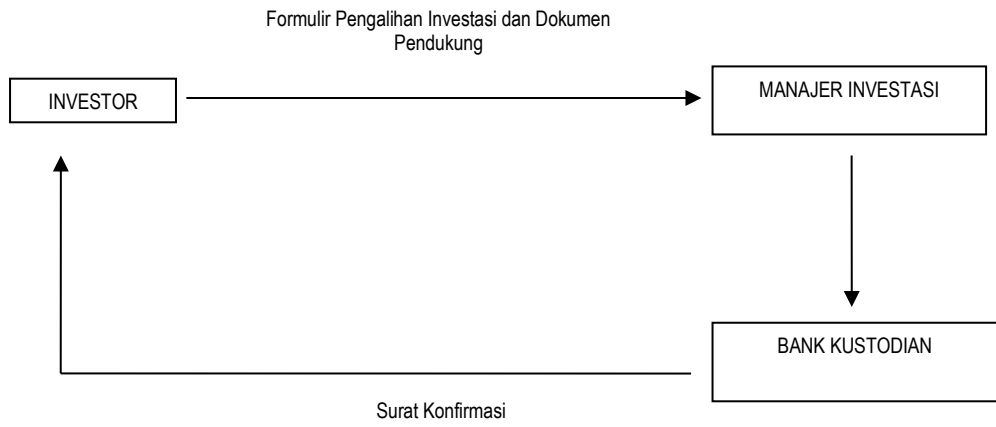 Formulir Pengalihan Investasi dan Dokumen
Pendukung
INVESTOR
MANAJER INVESTASI
BANK KUSTODIAN
Surat Konfirmasi